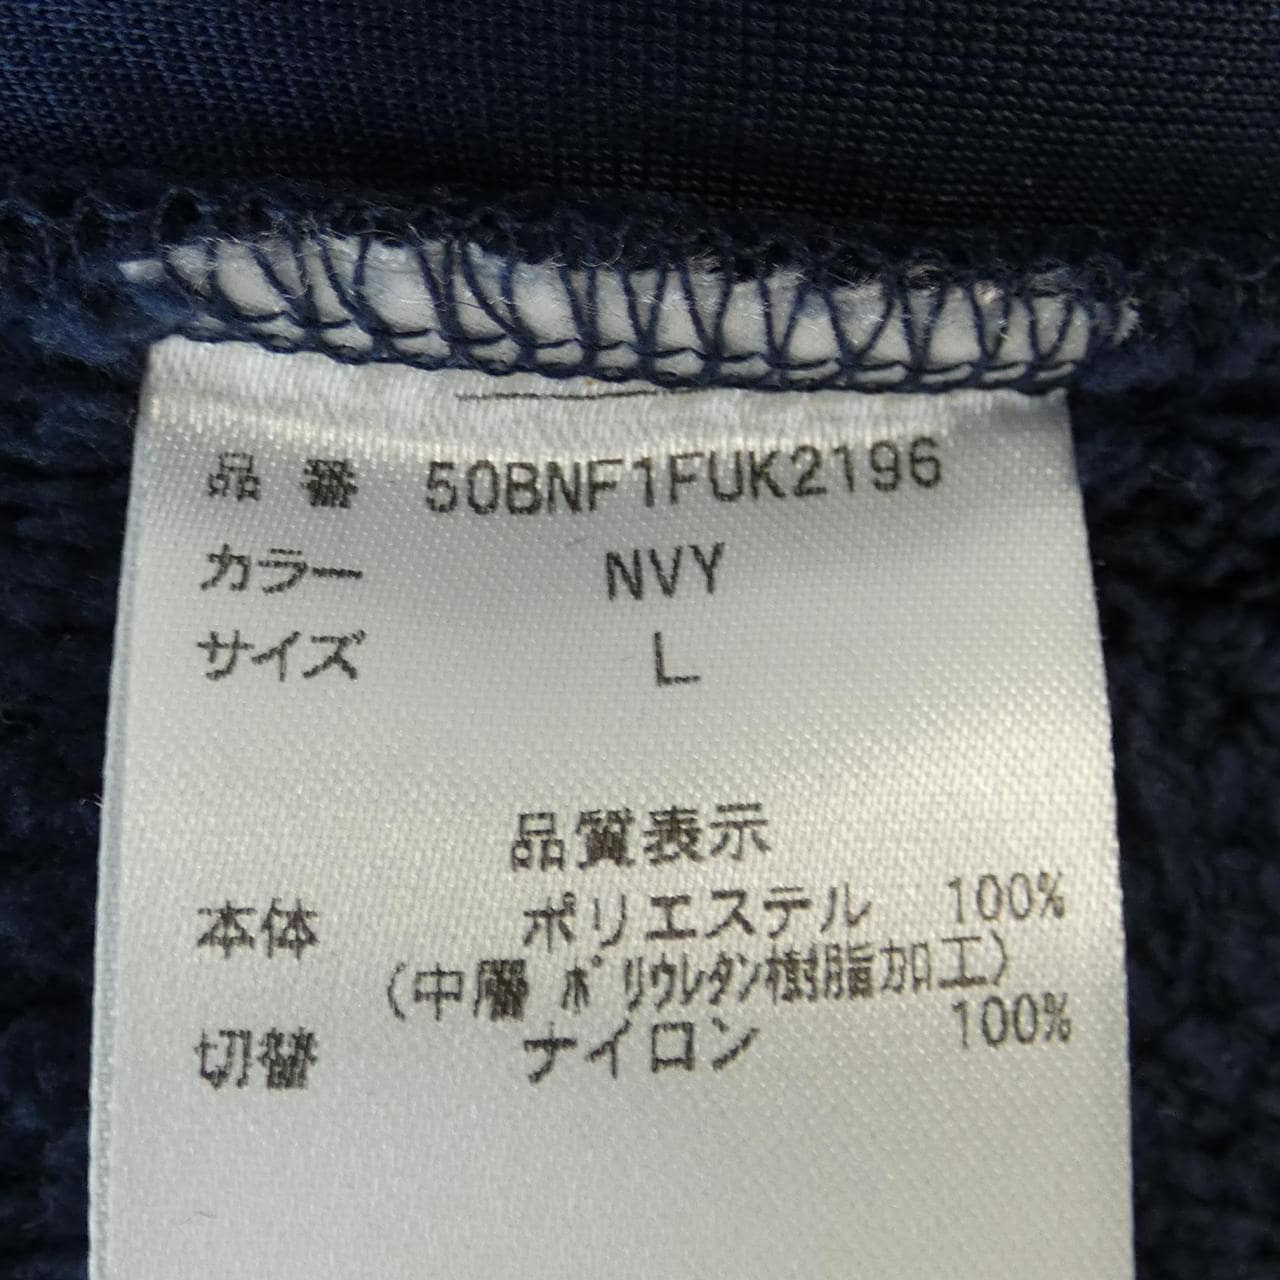 品番 50BNF1FUK2196
カラー NVY
サイズ L
品質表示
本体 ポリエステル 100%
(中層 ポリウレタン樹脂加工)
切替 ナイロン 100%